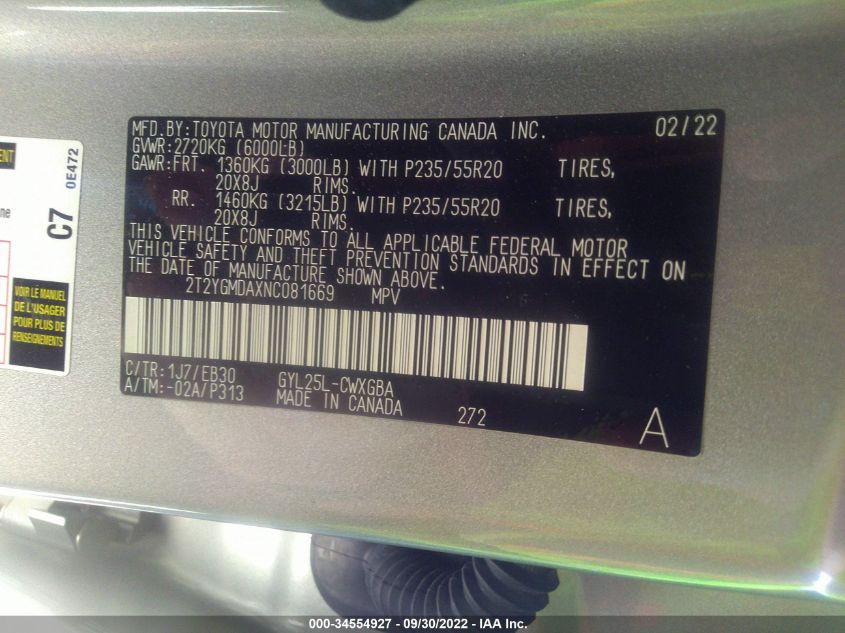 MFD.BY:TOYOTA MOTOR MANUFACTURING CANADA INC. 02/22
GVWR:2720KG (6000LB)
GAWR:FRT. 1360KG (3000LB) WITH P235/55R20 TIRES,
20X8J RIMS.
RR. 1460KG (3215LB) WITH P235/55R20 TIRES,
20X8J RIMS.
THIS VEHICLE CONFORMS TO ALL APPLICABLE FEDERAL MOTOR
VEHICLE SAFETY AND THEFT PREVENTION STANDARDS IN EFFECT ON
THE DATE OF MANUFACTURE SHOWN ABOVE.
2T2YGMDAXNC081669 MPV
C/TR:1J7/EB30 GYL25L-CWXGBA
A/TM:-02A/P313 MADE IN CANADA
272
A
0E472
C7
VOIR LE MANUEL
DE L'USAGER
POUR PLUS DE
RENSEIGNEMENTS
000-34554927 - 09/30/2022 - IAA Inc.